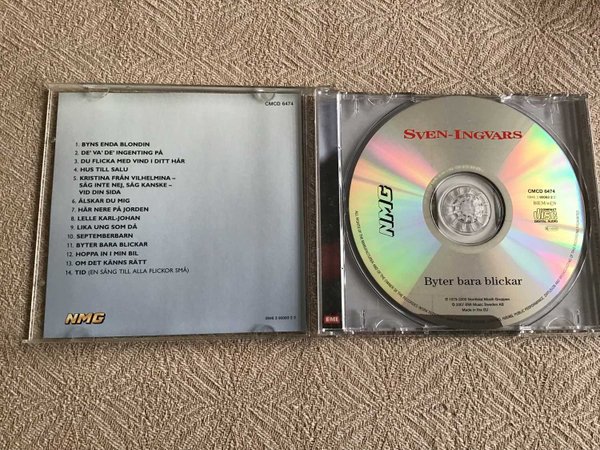 CMCD 6474
1. BYNS ENDA BLONDIN
2. DE' VA' DE' INGENTING PÅ
3. DU FLICKA MED VIND I DITT HÅR
4. HUS TILL SALU
5. KRISTINA FRÅN VILHELMINA –
SÄG INTE NEJ, SÄG KANSKE –
VID DIN SIDA
6. ÄLSKAR DU MIG
7. HÄR NERE PÅ JORDEN
8. LELLE KARL-JOHAN
9. LIKA UNG SOM DÅ
10. SEPTEMBERBARN
11. BYTER BARA BLICKAR
12. HOPPA IN I MIN BIL
13. OM DET KÄNNS RÄTT
14. TID (EN SÅNG TILL ALLA FLICKOR SMÅ)
NMG
SVEN-INGVARS
NMG
CMCD 6474
COMPACT
disc
DIGITAL AUDIO
Byter bara blickar
Made in the EU
EMI